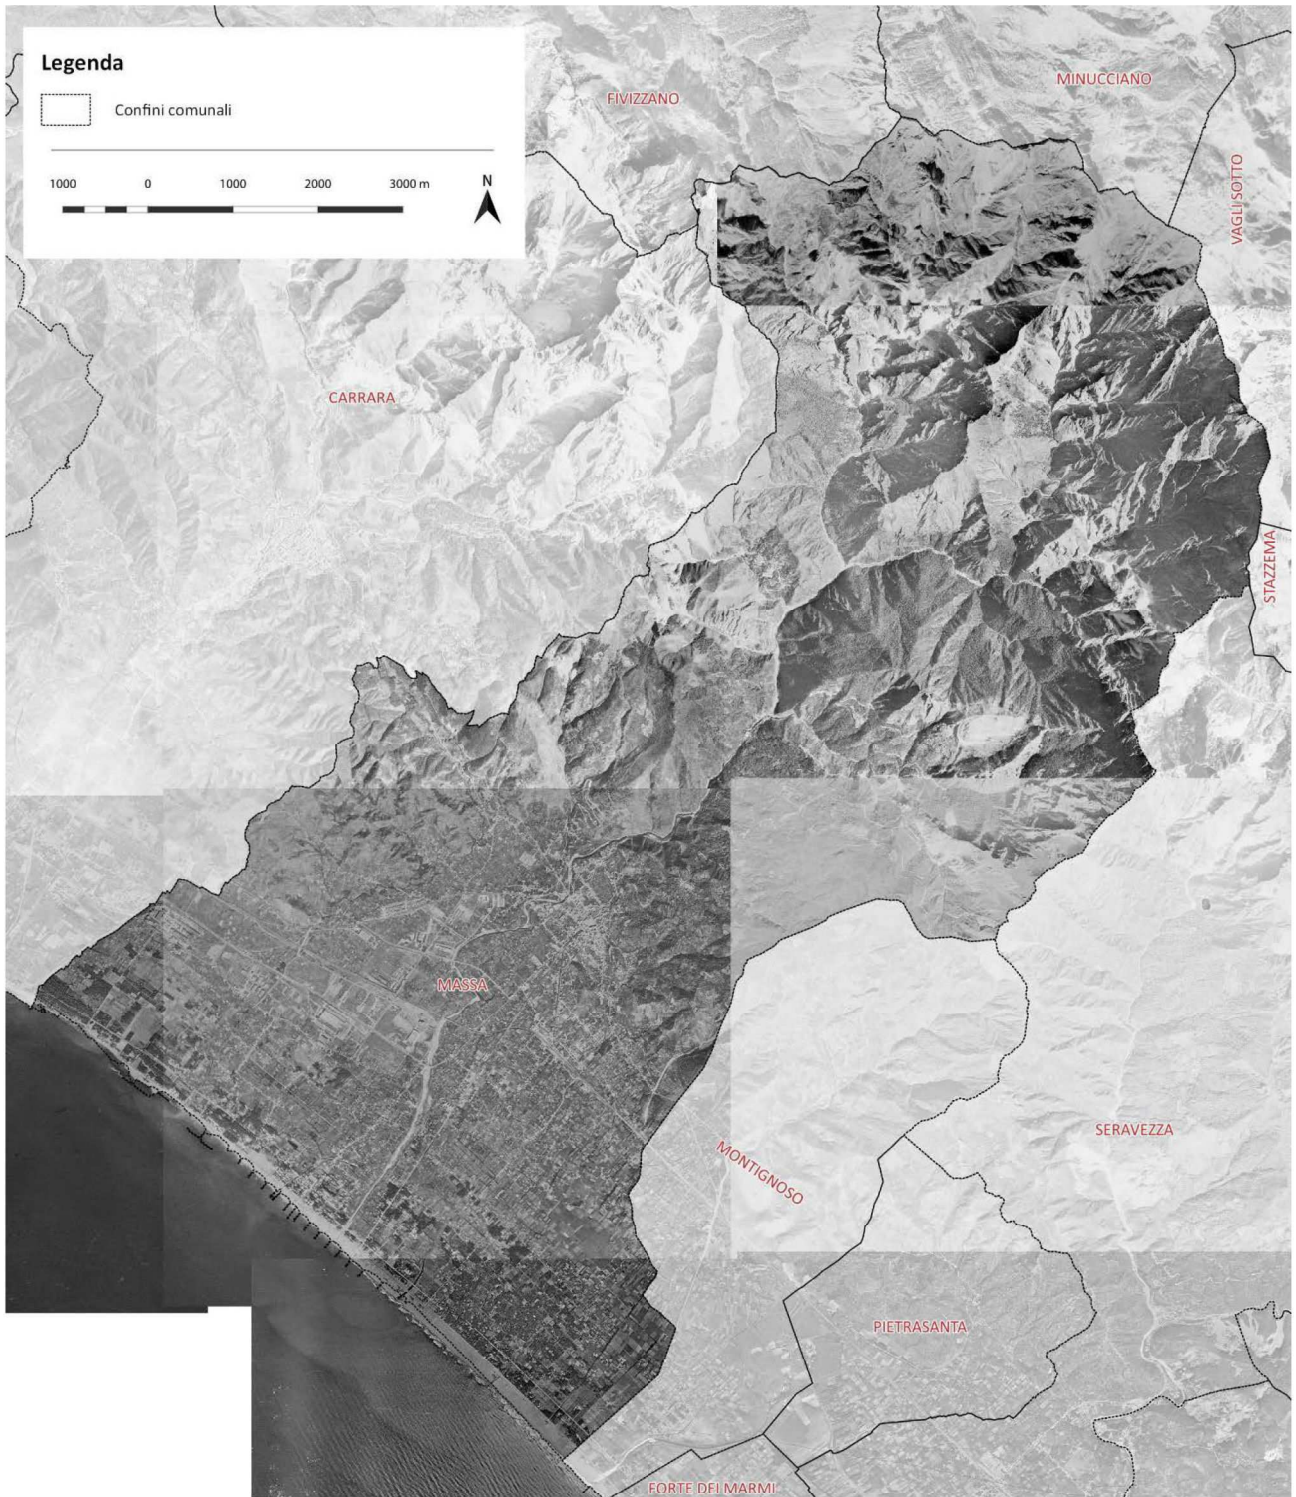 Legenda
Confini comunali
1000 0 1000 2000 3000 m
N
FIVIZZANO
MINUCCIANO
VAGLI SOTTO
CARRARA
STAZZEMA
MASSA
SERAVEZZA
MONTIGNOSO
PIETRASANTA
FORTE DEI MARMI